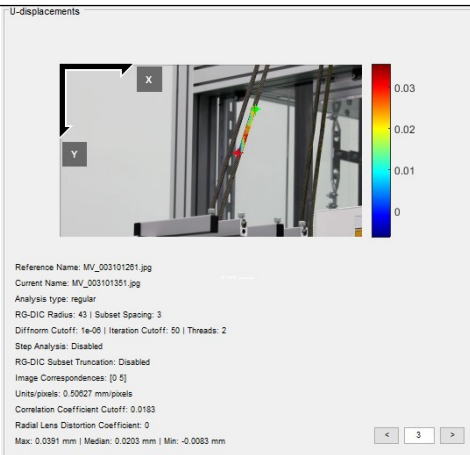 U-displacements
X
Y
0.03
0.02
0.01
0
Reference Name: MV_003101261.jpg
Current Name: MV_003101351.jpg
Analysis type: regular
RG-DIC Radius: 43 | Subset Spacing: 3
Diffnorm Cutoff: 1e-06 | Iteration Cutoff: 50 | Threads: 2
Step Analysis: Disabled
RG-DIC Subset Truncation: Disabled
Image Correspondences: [0 5]
Units/pixels: 0.50627 mm/pixels
Correlation Coefficient Cutoff: 0.0183
Radial Lens Distortion Coefficient: 0
Max: 0.0391 mm | Median: 0.0203 mm | Min: -0.0083 mm
< 3 >